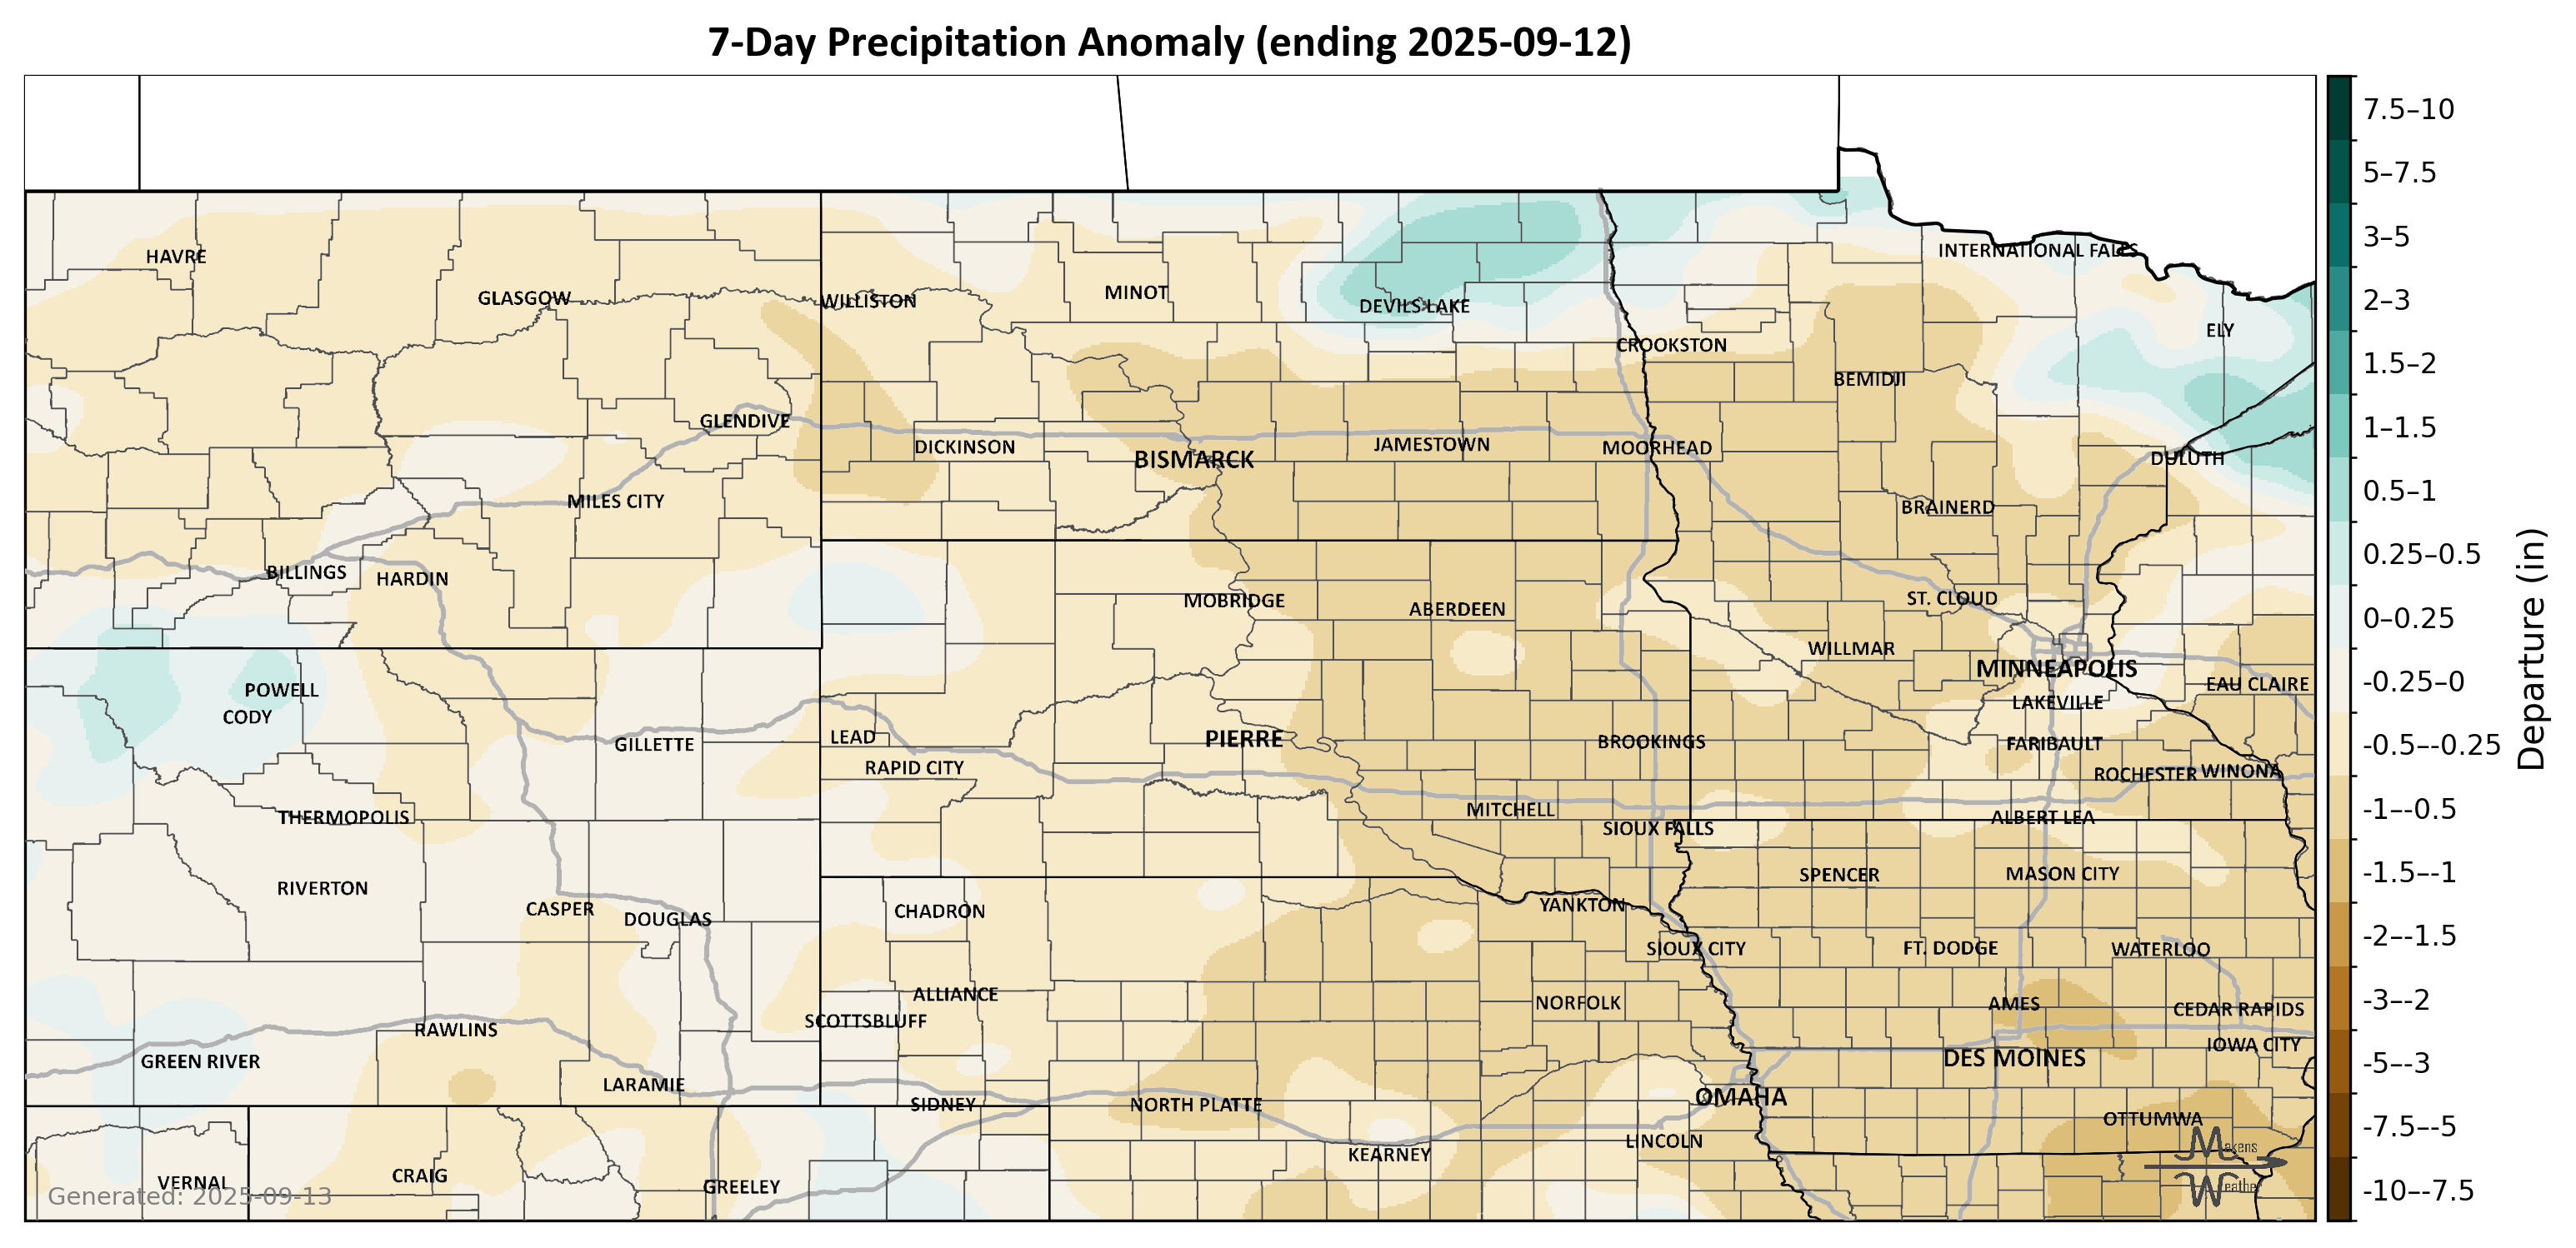 7-Day Precipitation Anomaly (ending 2025-09-12)
HAVRE
GLASGOW
WILLISTON
MINOT
DEVILS LAKE
INTERNATIONAL FALLS
ELY
CROOKSTON
BEMIDJI
GLENDIVE
DICKINSON
BISMARCK
JAMESTOWN
MOORHEAD
DULUTH
MILES CITY
BRAINERD
BILLINGS
HARDIN
MOBRIDGE
ABERDEEN
ST. CLOUD
WILLMAR
MINNEAPOLIS
EAU CLAIRE
POWELL
CODY
LAKEVILLE
GILLETTE
LEAD
PIERRE
BROOKINGS
FARIBAULT
RAPID CITY
ROCHESTER
WINONA
THERMOPOLIS
MITCHELL
SIOUX FALLS
ALBERT LEA
RIVERTON
SPENCER
MASON CITY
CASPER
DOUGLAS
CHADRON
YANKTON
SIOUX CITY
FT. DODGE
WATERLOO
ALLIANCE
NORFOLK
AMES
CEDAR RAPIDS
SCOTTSBLUFF
RAWLINS
GREEN RIVER
DES MOINES
IOWA CITY
LARAMIE
SIDNEY
NORTH PLATTE
OMAHA
OTTUMWA
LINCOLN
KEARNEY
VERNAL
CRAIG
GREELEY
Generated: 2025-09-13
Makens
Weather
7.5–10
5–7.5
3–5
2–3
1.5–2
1–1.5
0.5–1
0.25–0.5
0–0.25
-0.25–0
-0.5–-0.25
-1–-0.5
-1.5–-1
-2–-1.5
-3–-2
-5–-3
-7.5–-5
-10–-7.5
Departure (in)